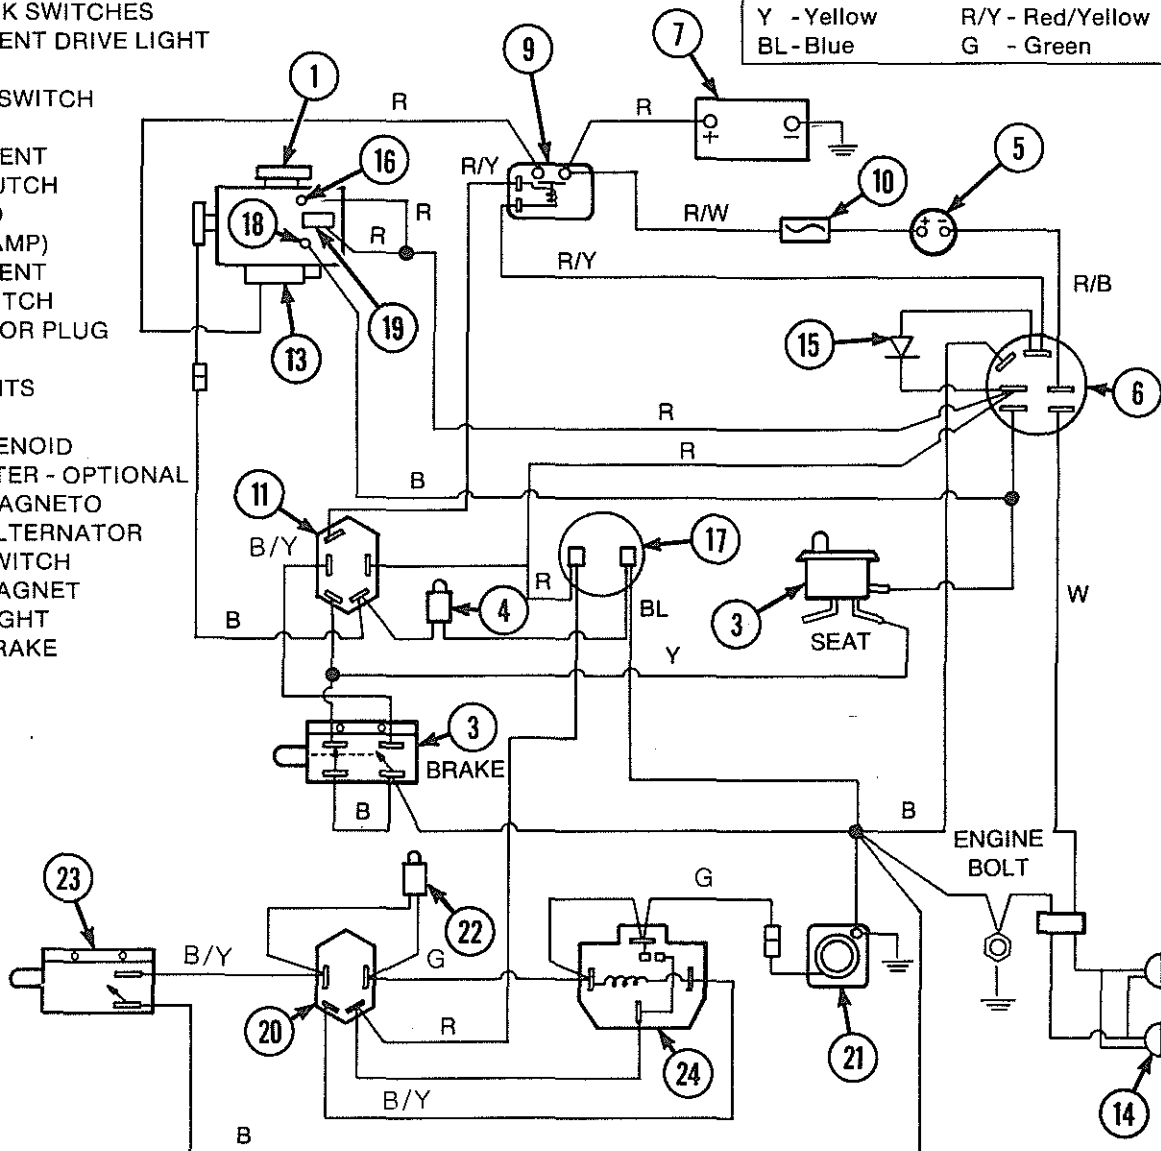 K SWITCHES
ENT DRIVE LIGHT
SWITCH
ENT
UTCH
AMP)
ENT
TCH
OR PLUG
ITS
ENOID
TER - OPTIONAL
AGNETO
LTERNATOR
WITCH
AGNET
GHT
RAKE
Y - Yellow R/Y - Red/Yellow
BL - Blue G - Green
7
9
1
R
R
+
-
5
16
R/Y
10
R
18
R
R/W
+ -
R/Y
R/B
19
15
13
6
R
R
B
11
B/Y
17
R
BL
4
3
W
B
SEAT
Y
3
BRAKE
B
B
ENGINE
BOLT
23
22
G
B/Y
G
20
R
24
21
B/Y
14
B